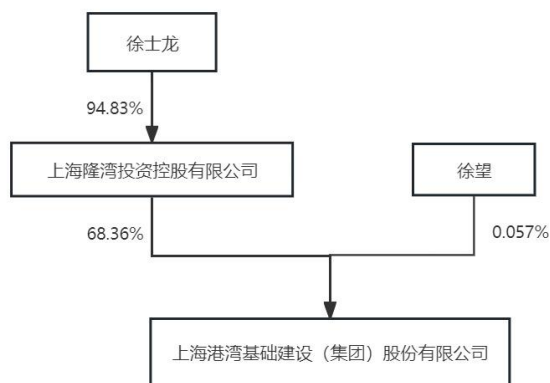 徐士龙
94.83%
上海隆湾投资控股有限公司
徐望
68.36%
0.057%
上海港湾基础建设（集团）股份有限公司